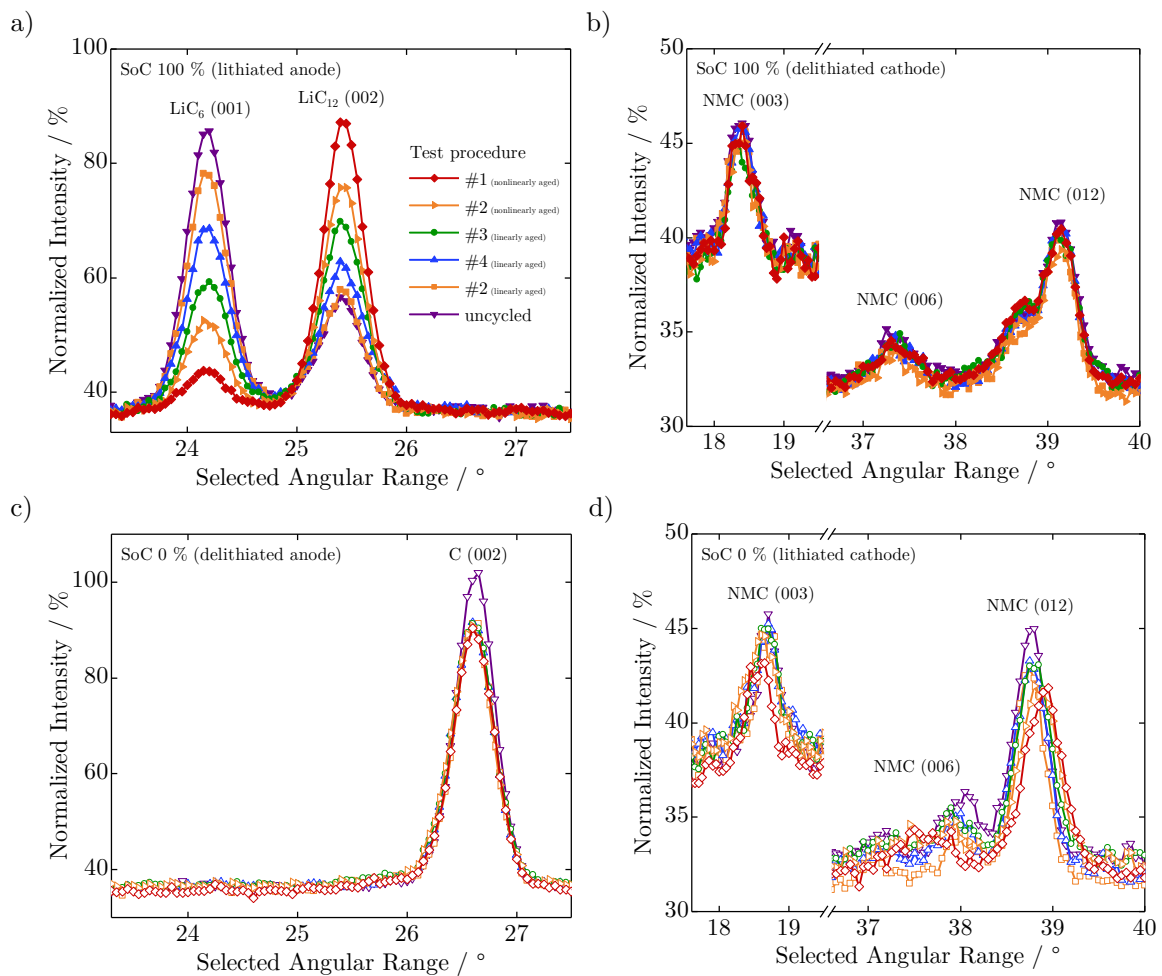 a)
SoC 100 % (lithiated anode)
LiC6 (001)
LiC12 (002)
Test procedure
#1 (nonlinearly aged)
#2 (nonlinearly aged)
#3 (linearly aged)
#4 (linearly aged)
#2 (linearly aged)
uncycled
100
80
60
40
Normalized Intensity / %
24 25 26 27
Selected Angular Range / °
b)
SoC 100 % (delithiated cathode)
NMC (003)
NMC (012)
NMC (006)
50
45
40
35
30
Normalized Intensity / %
18 19 37 38 39 40
Selected Angular Range / °
c)
SoC 0 % (delithiated anode)
C (002)
100
80
60
40
Normalized Intensity / %
24 25 26 27
Selected Angular Range / °
d)
SoC 0 % (lithiated cathode)
NMC (003)
NMC (012)
NMC (006)
50
45
40
35
30
Normalized Intensity / %
18 19 37 38 39 40
Selected Angular Range / °